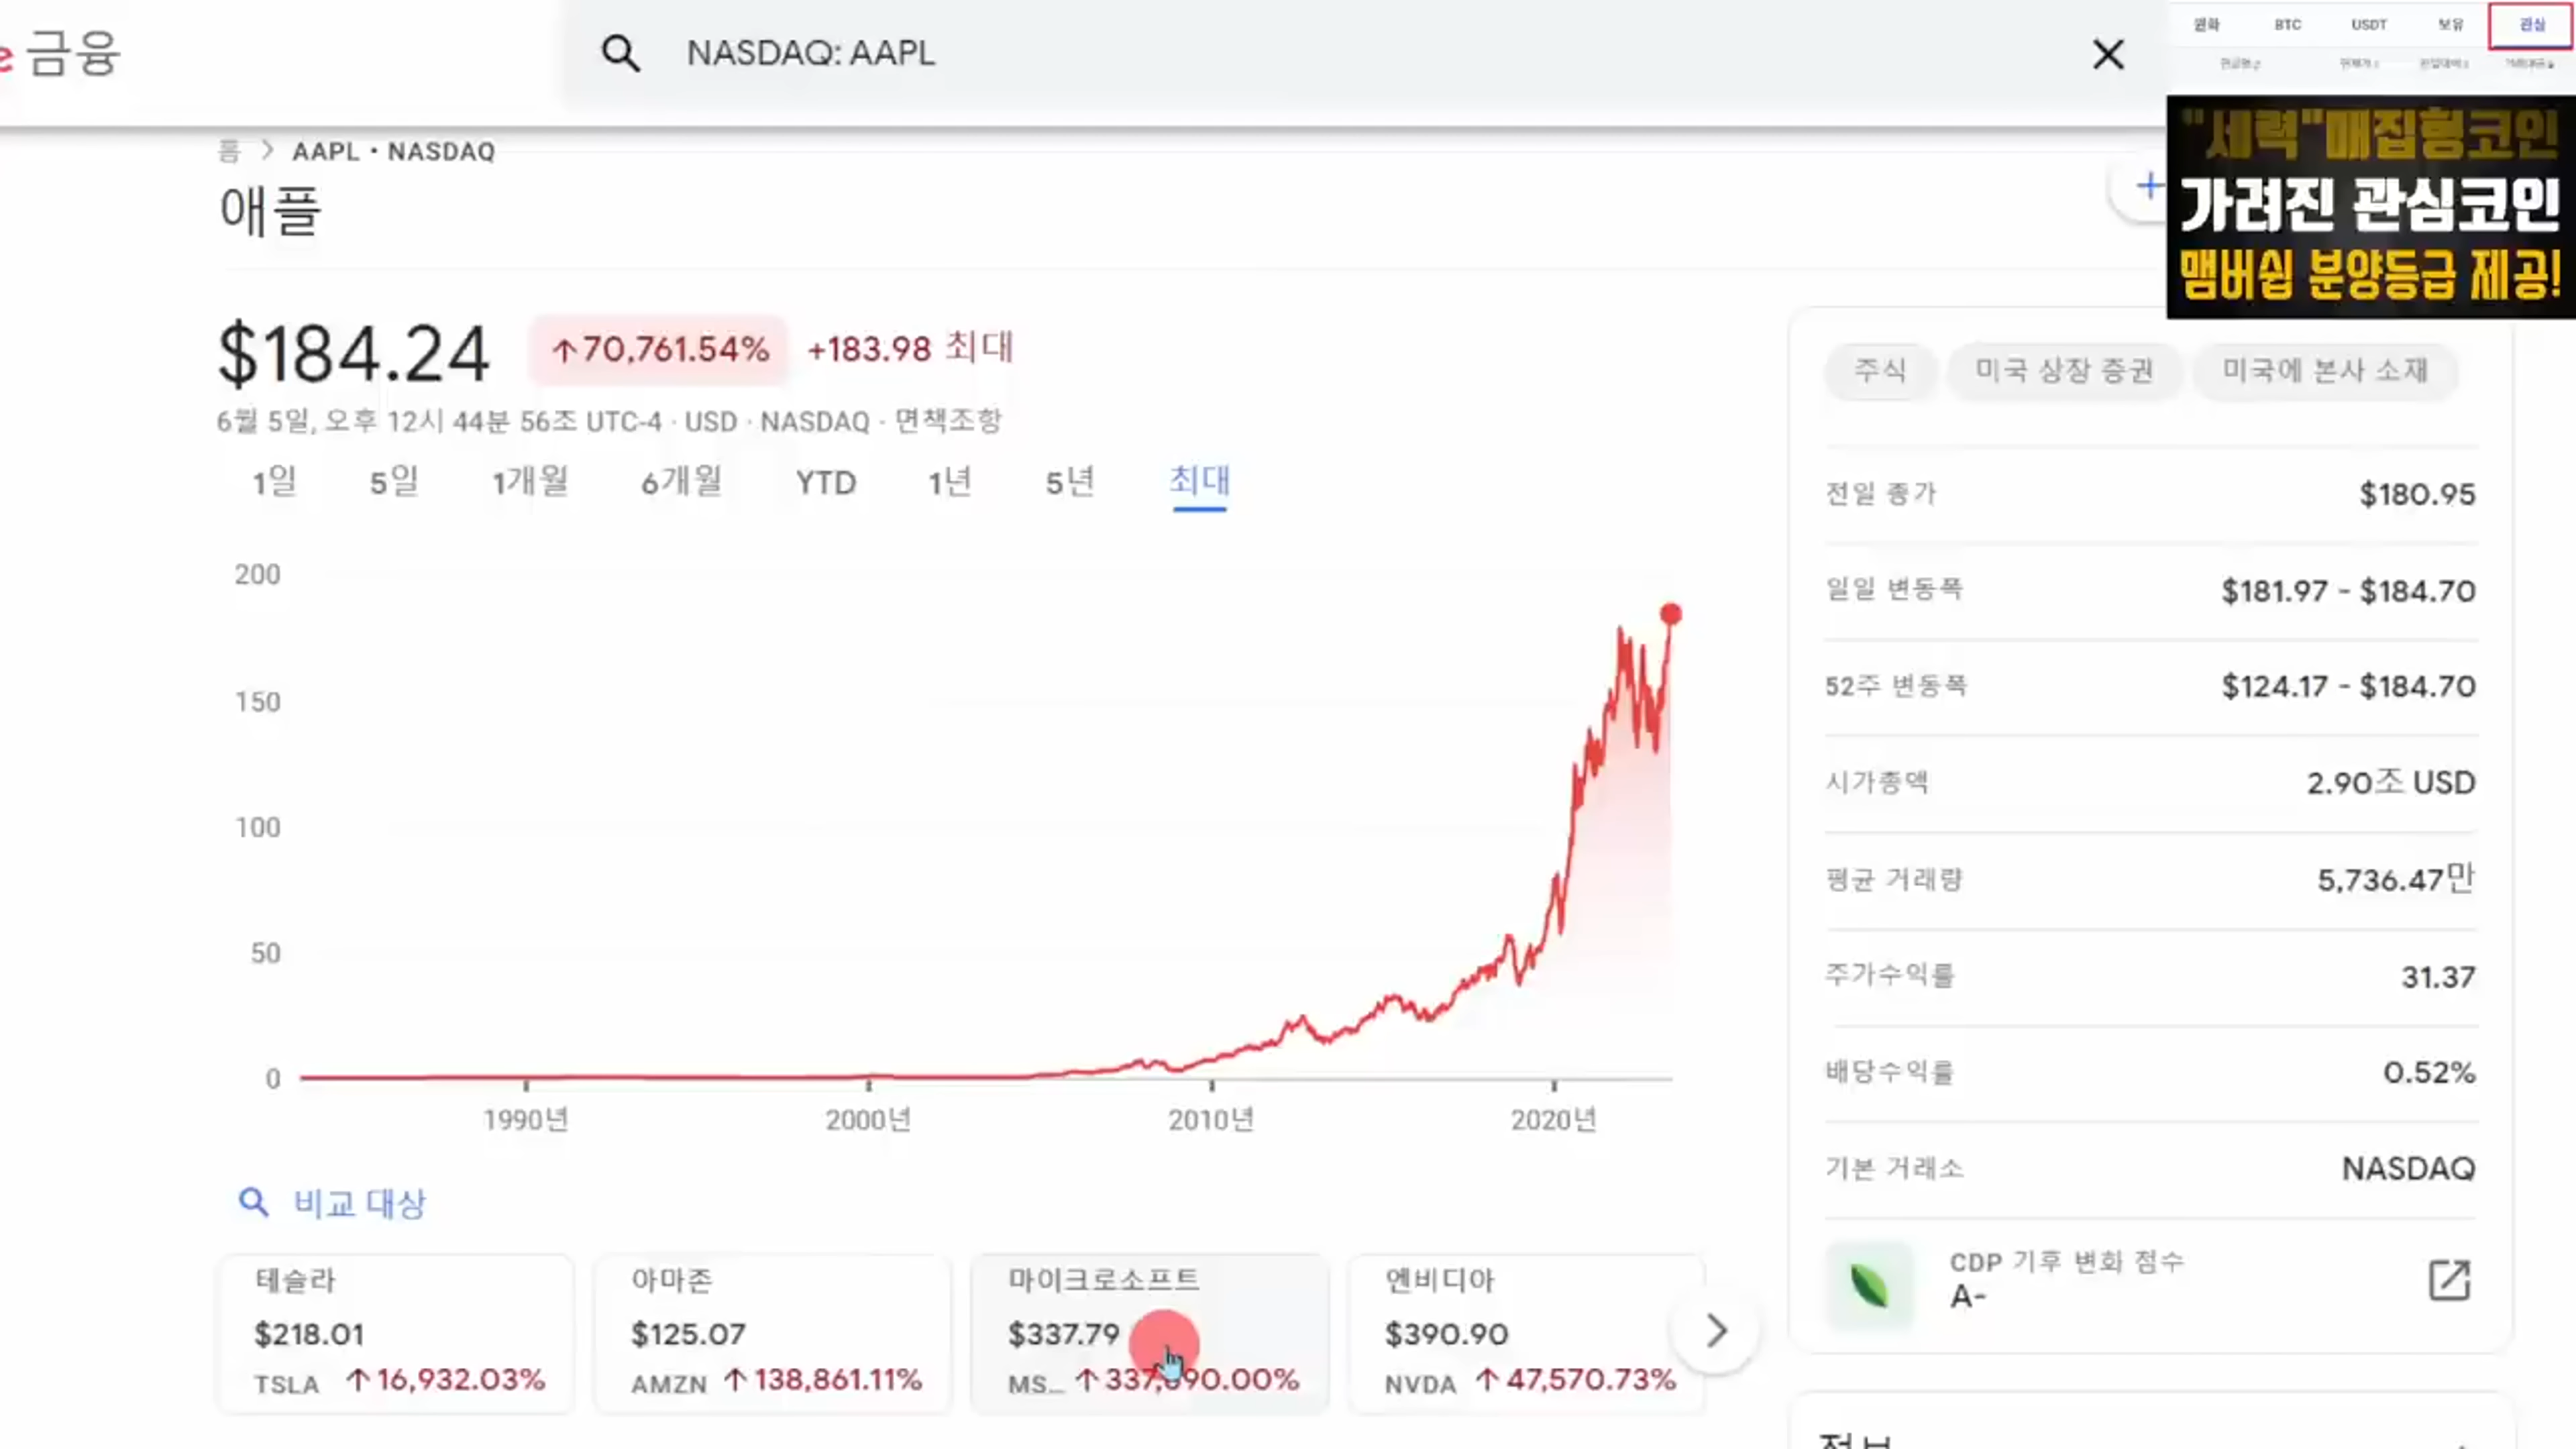 e 금융
NASDAQ: AAPL
원화 BTC USDT 보유 관심
홈 > AAPL • NASDAQ
애플
"세력"매집형코인
가려진 관심코인
맴버쉽 분양등급 제공!
$184.24 ↑70,761.54% +183.98 최대
6월 5일, 오후 12시 44분 56초 UTC-4 · USD · NASDAQ · 면책조항
1일 5일 1개월 6개월 YTD 1년 5년 최대
200
150
100
50
0
1990년 2000년 2010년 2020년
주식 미국 상장 증권 미국에 본사 소재
전일 종가 $180.95
일일 변동폭 $181.97 - $184.70
52주 변동폭 $124.17 - $184.70
시가총액 2.90조 USD
평균 거래량 5,736.47만
주가수익률 31.37
배당수익률 0.52%
기본 거래소 NASDAQ
CDP 기후 변화 점수
A-
비교 대상
테슬라
$218.01
TSLA ↑16,932.03%
아마존
$125.07
AMZN ↑138,861.11%
마이크로소프트
$337.79
MS...
엔비디아
$390.90
NVDA ↑47,570.73%